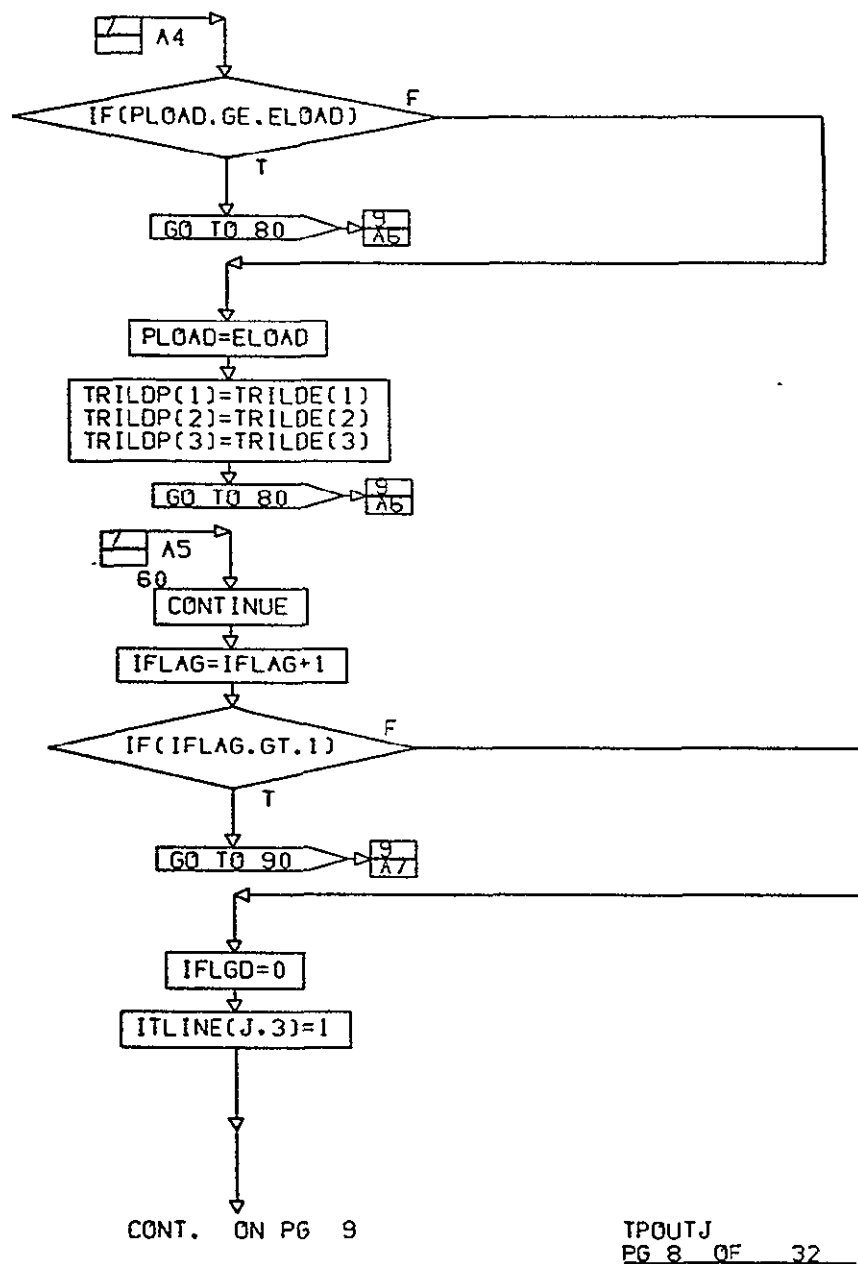 7
A4
IF(PLOAD.GE.ELOAD)
F
T
GO TO 80
9
A6
PLOAD=ELOAD
TRILDP(1)=TRILDE(1)
TRILDP(2)=TRILDE(2)
TRILDP(3)=TRILDE(3)
GO TO 80
9
A6
7
A5
60
CONTINUE
IFLAG=IFLAG+1
IF(IFLAG.GT.1)
F
T
GO TO 90
9
A7
IFLGD=0
ITLINE(J.3)=1
CONT. ON PG 9
TPOUTJ
PG 8 OF 32